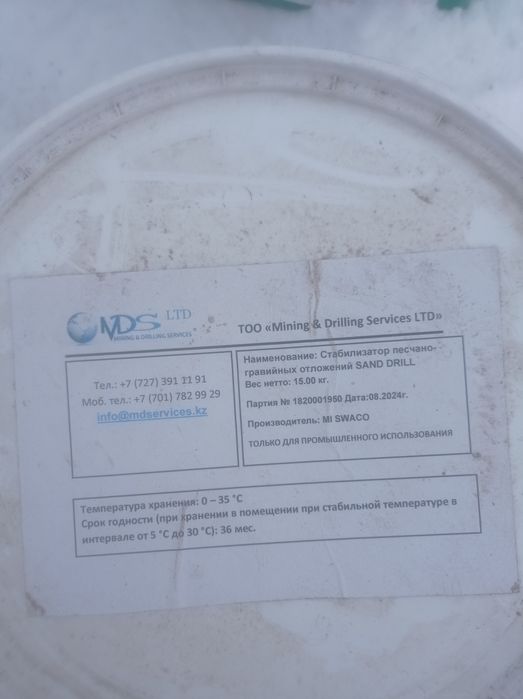 MDS LTD
MINING & DRILLING SERVICES
ТОО «Mining & Drilling Services LTD»
Тел.: +7 (727) 391 11 91
Моб. тел.: +7 (701) 782 99 29
info@mdservices.kz
Наименование: Стабилизатор песчано-
гравийных отложений SAND DRILL
Вес нетто: 15.00 кг.
Партия № 1820001950 Дата:08.2024г.
Производитель: MI SWACO
ТОЛЬКО ДЛЯ ПРОМЫШЛЕННОГО ИСПОЛЬЗОВАНИЯ
Температура хранения: 0 – 35 °C
Срок годности (при хранении в помещении при стабильной температуре в
интервале от 5 °C до 30 °C): 36 мес.